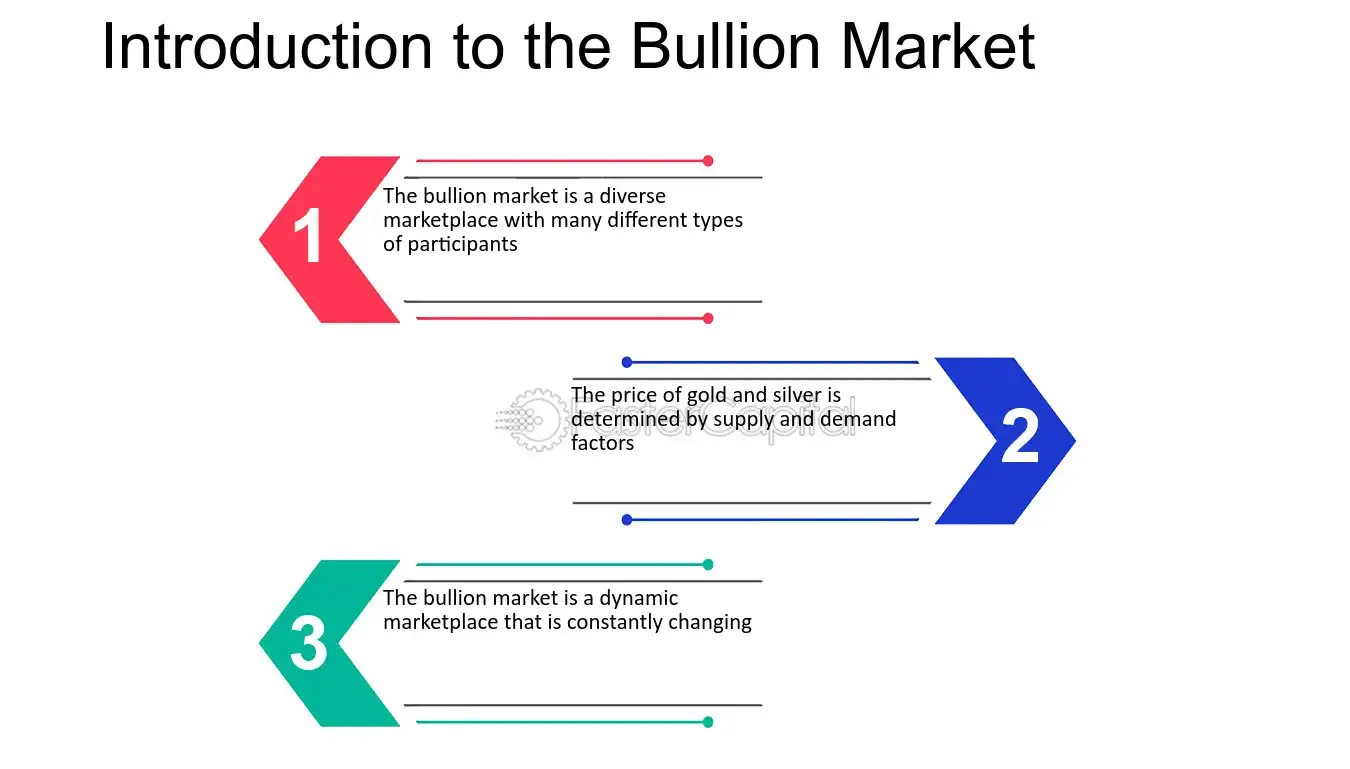 Introduction to the Bullion Market
1
The bullion market is a diverse
marketplace with many different types
of participants
The price of gold and silver is
determined by supply and demand
factors
2
FasterCapital
3
The bullion market is a dynamic
marketplace that is constantly changing